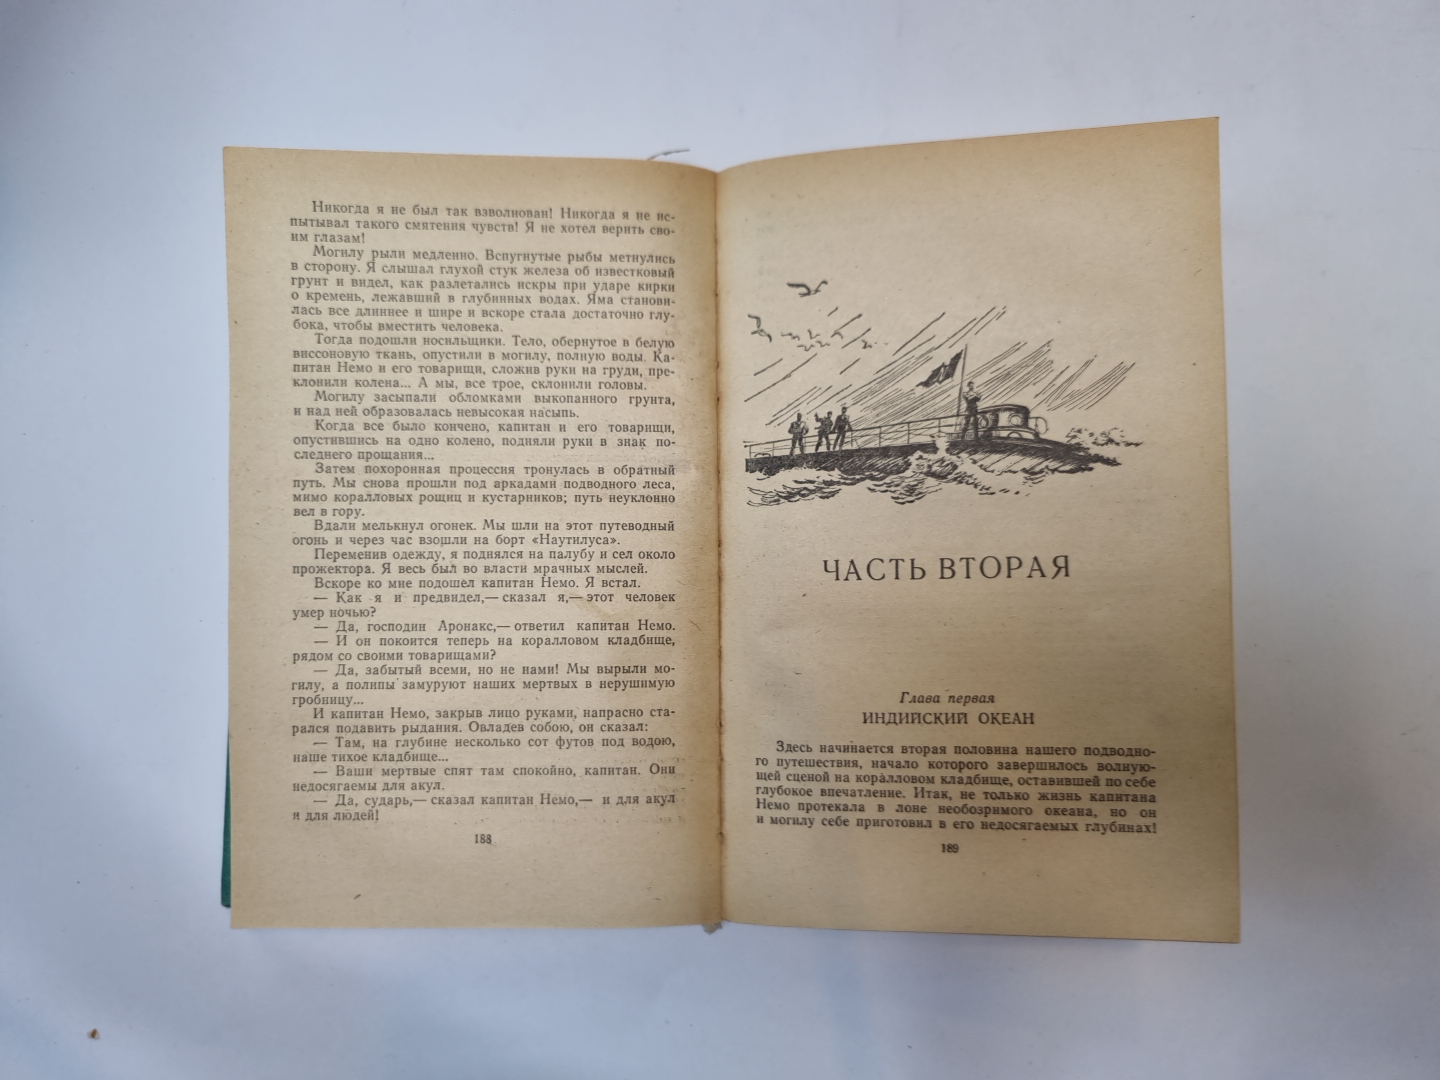 Никогда я не был так взволнован! Никогда я не ис-
пытывал такого смятения чувств! Я не хотел верить сво-
им глазам!
Могилу рыли медленно. Вспугнутые рыбы метнулись
в сторону. Я слышал глухой стук железа об известковый
грунт и видел, как разлетались искры при ударе кирки
о кремень, лежавший в глубинных водах. Яма станови-
лась все длиннее и шире и вскоре стала достаточно глу-
бока, чтобы вместить человека.
Тогда подошли носильщики. Тело, обернутое в белую
виссоновую ткань, опустили в могилу, полную воды. Ка-
питан Немо и его товарищи, сложив руки на груди, пре-
клонили колена... А мы, все трое, склонили головы.
Могилу засыпали обломками выкопанного грунта,
и над ней образовалась невысокая насыпь.
Когда все было кончено, капитан и его товарищи,
опустившись на одно колено, подняли руки в знак по-
следнего прощания...
Затем похоронная процессия тронулась в обратный
путь. Мы снова прошли под аркадами подводного леса,
мимо коралловых рощиц и кустарников; путь неуклонно
вел в гору.
Вдали мелькнул огонек. Мы шли на этот путеводный
огонь и через час взошли на борт «Наутилуса».
Переменив одежду, я поднялся на палубу и сел около
прожектора. Я весь был во власти мрачных мыслей.
Вскоре ко мне подошел капитан Немо. Я встал.
— Как я и предвидел,— сказал я,— этот человек
умер ночью?
— Да, господин Аронакс,— ответил капитан Немо.
— И он покоится теперь на коралловом кладбище,
рядом со своими товарищами?
— Да, забытый всеми, но не нами! Мы вырыли мо-
гилу, а полипы замуруют наших мертвых в нерушимую
гробницу...
И капитан Немо, закрыв лицо руками, напрасно ста-
рался подавить рыдания. Овладев собою, он сказал:
— Там, на глубине несколько сот футов под водою,
наше тихое кладбище...
— Ваши мертвые спят там спокойно, капитан. Они
недосягаемы для акул.
— Да, сударь,— сказал капитан Немо,— и для акул
и для людей!
188
ЧАСТЬ ВТОРАЯ
Глава первая
ИНДИЙСКИЙ ОКЕАН
Здесь начинается вторая половина нашего подводно-
го путешествия, начало которого завершилось волную-
щей сценой на коралловом кладбище, оставившей по себе
глубокое впечатление. Итак, не только жизнь капитана
Немо протекала в лоне необозримого океана, но он
и могилу себе приготовил в его недосягаемых глубинах!
189